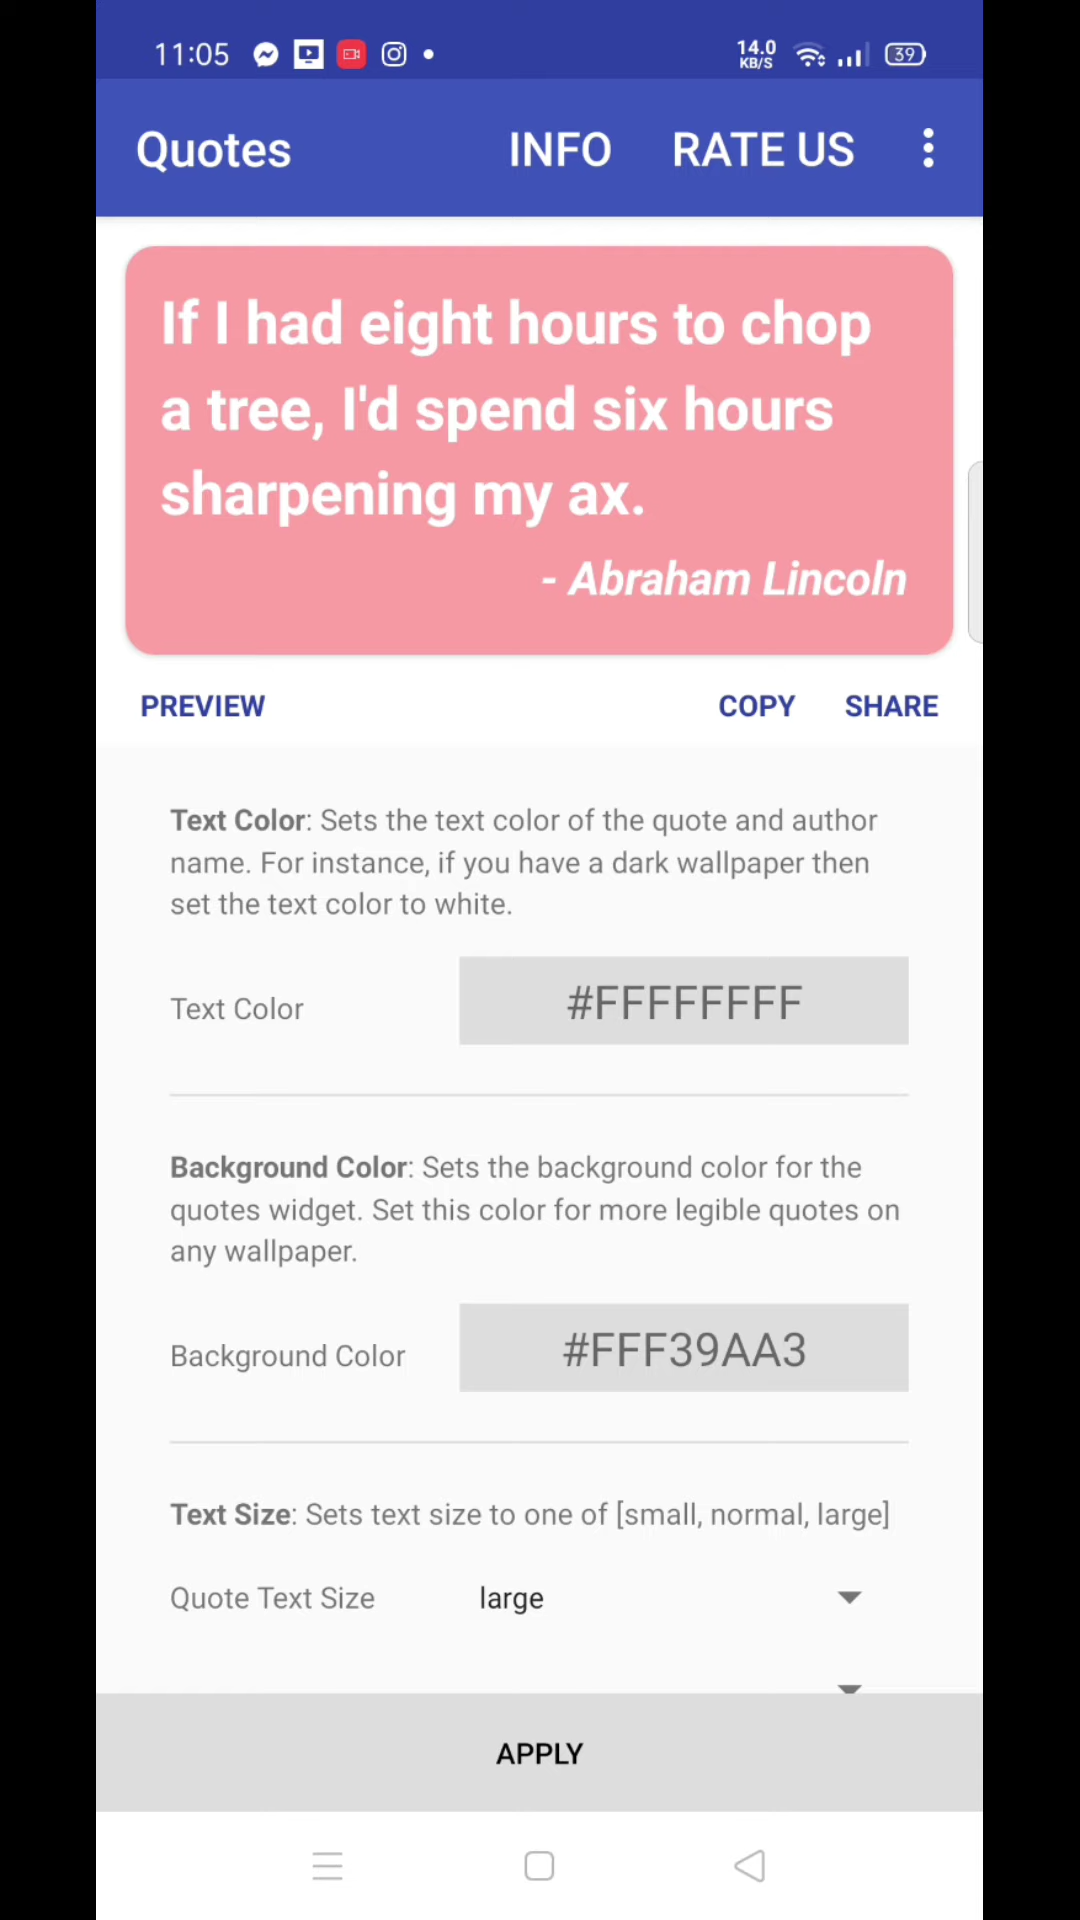 11:05
14.0
KB/S
39
Quotes INFO RATE US
If I had eight hours to chop
a tree, I'd spend six hours
sharpening my ax.
- Abraham Lincoln
PREVIEW COPY SHARE
Text Color: Sets the text color of the quote and author
name. For instance, if you have a dark wallpaper then
set the text color to white.
Text Color #FFFFFFFF
Background Color: Sets the background color for the
quotes widget. Set this color for more legible quotes on
any wallpaper.
Background Color #FFF39AA3
Text Size: Sets text size to one of [small, normal, large]
Quote Text Size large
APPLY